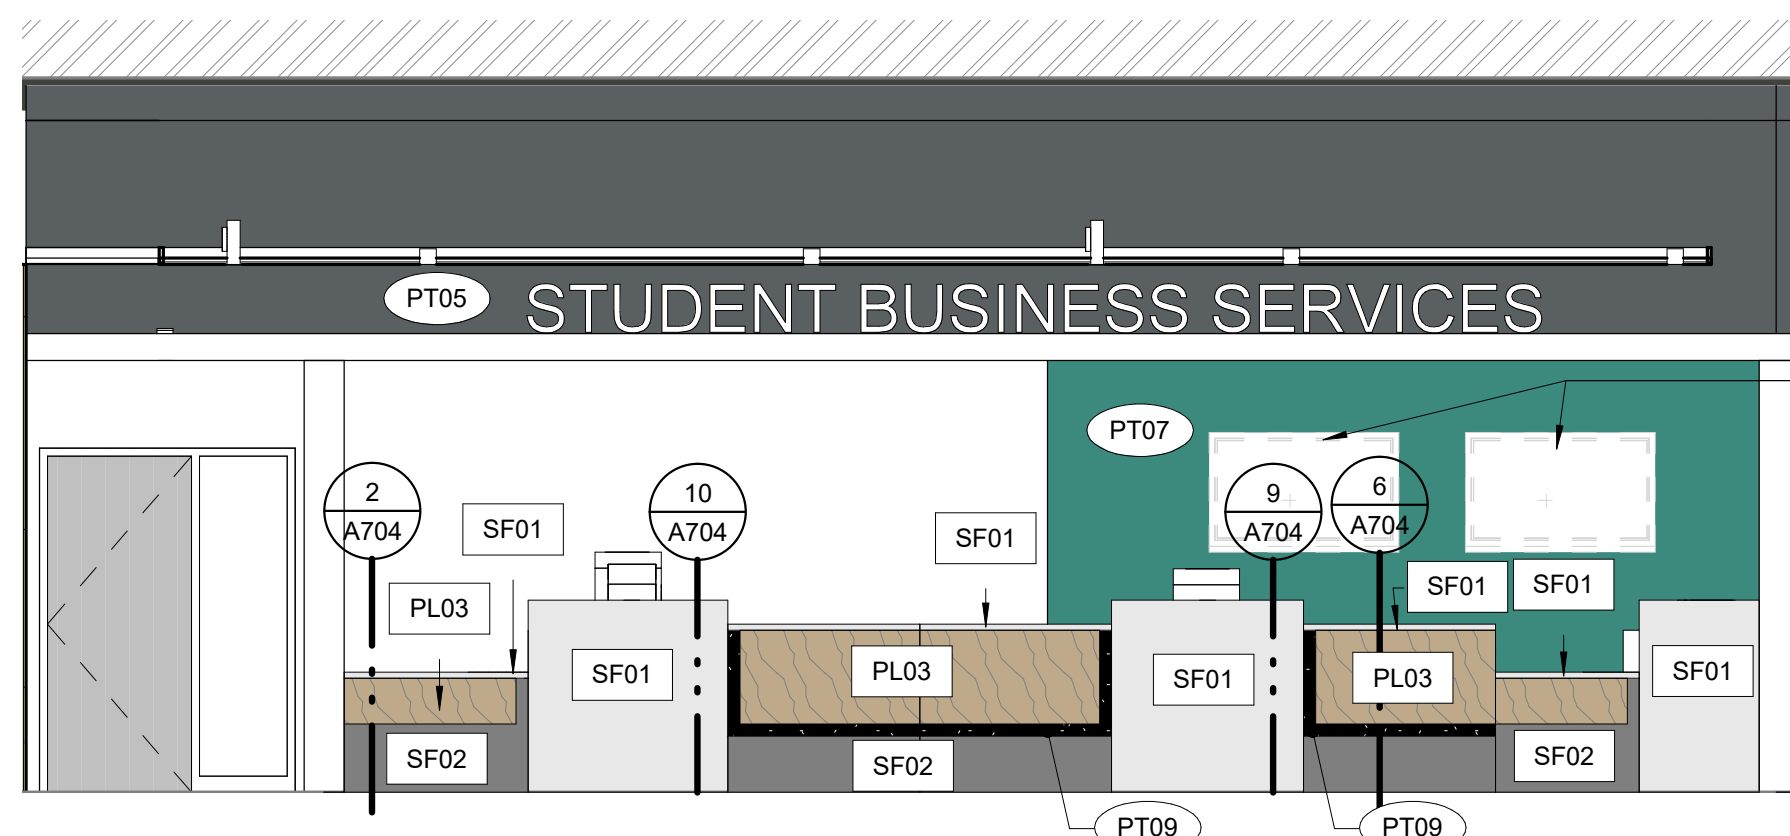 PT05
STUDENT BUSINESS SERVICES
PT07
2
A704
10
A704
9
A704
6
A704
SF01
SF01
SF01
SF01
PL03
SF01
PL03
SF01
PL03
SF01
SF02
SF02
SF02
PT09
PT09